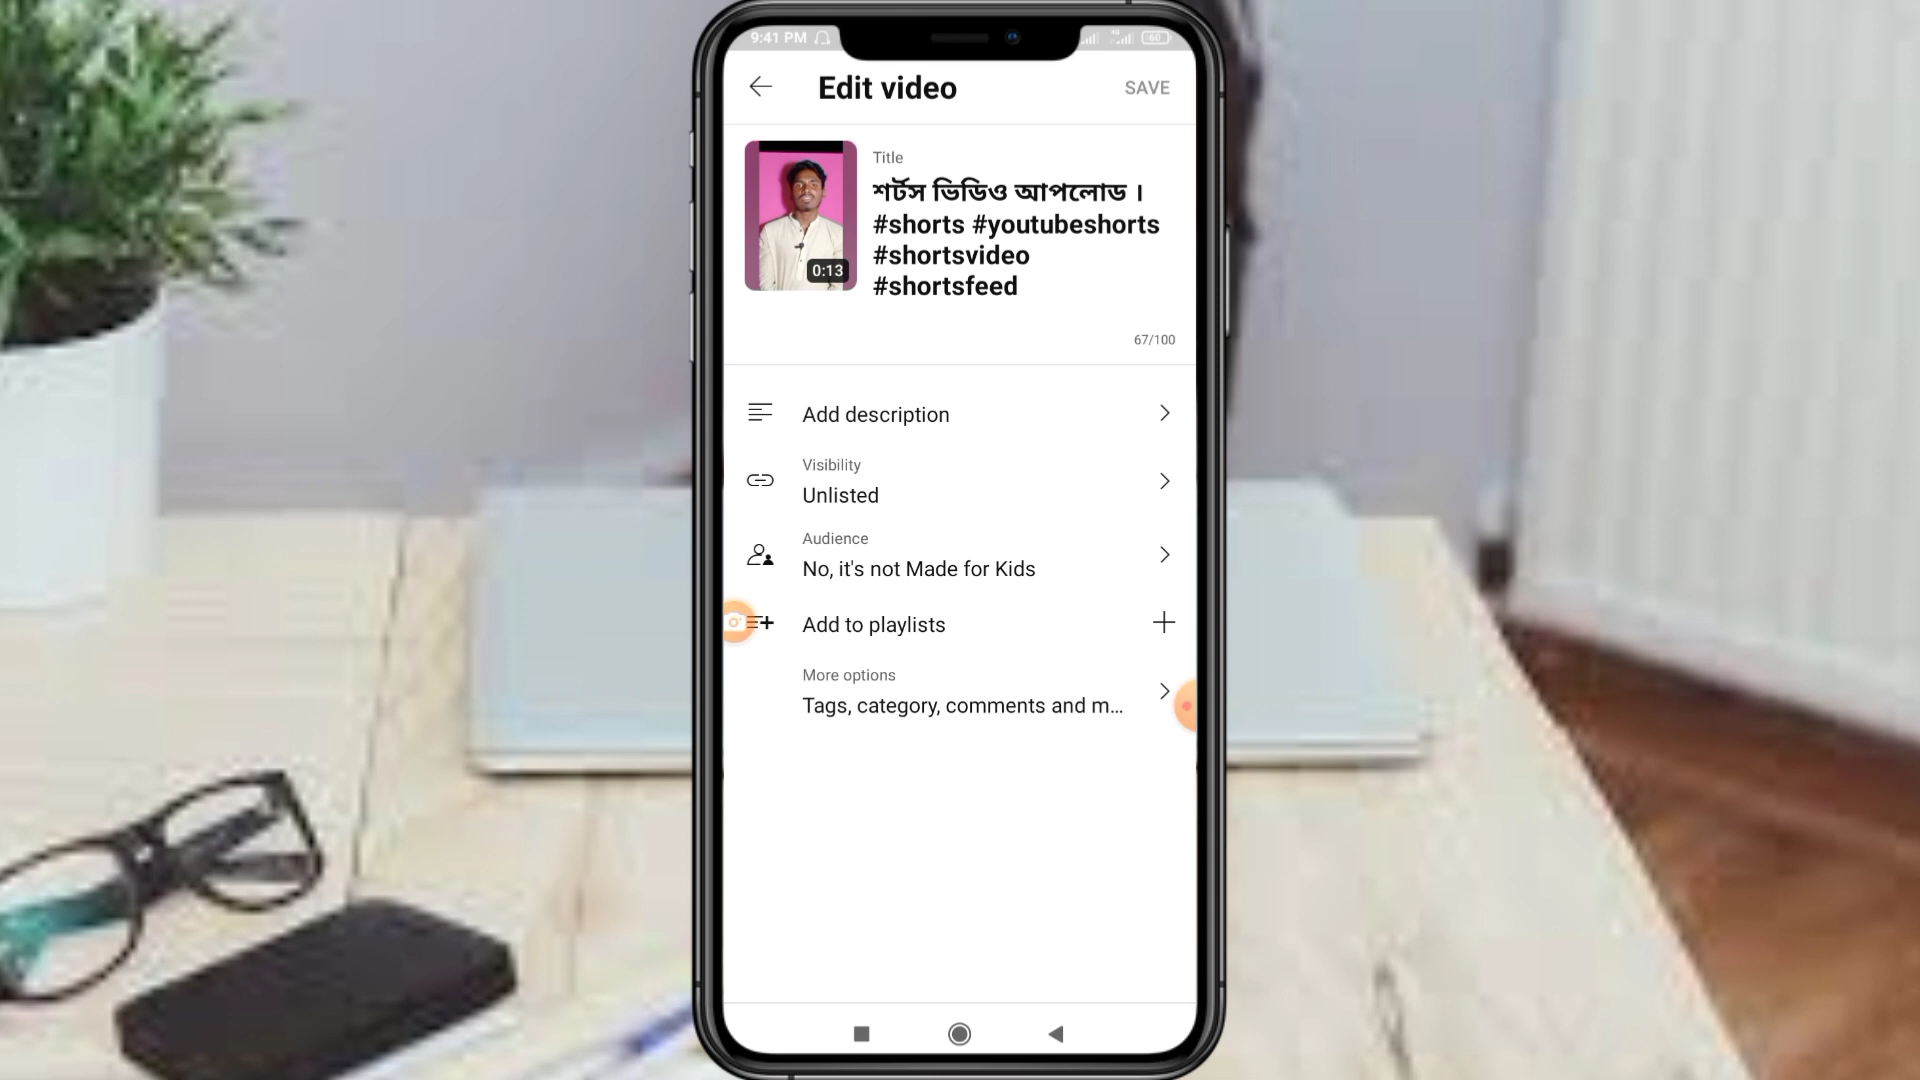 9:41 PM
60
Edit video
SAVE
Title
শর্টস ভিডিও আপলোড ।
#shorts #youtubeshorts
#shortsvideo
#shortsfeed
0:13
67/100
Add description
Visibility
Unlisted
Audience
No, it's not Made for Kids
Add to playlists
More options
Tags, category, comments and m...